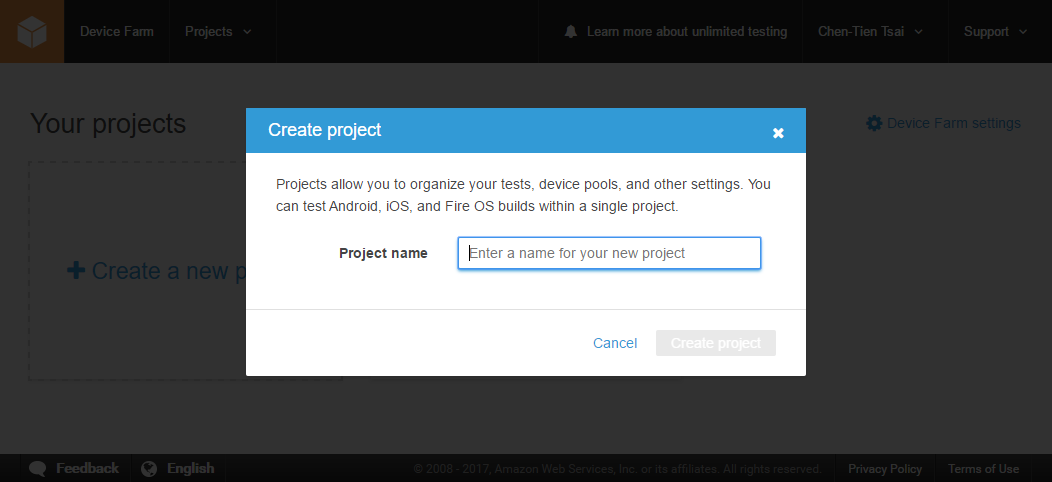 Device Farm
Projects
Learn more about unlimited testing
Chen-Tien Tsai
Support
Your projects
Device Farm settings
Create a new p
Create project
Projects allow you to organize your tests, device pools, and other settings. You
can test Android, iOS, and Fire OS builds within a single project.
Project name
Enter a name for your new project
Cancel
Create project
Feedback
English
© 2008 - 2017, Amazon Web Services, Inc. or its affiliates. All rights reserved.
Privacy Policy
Terms of Use